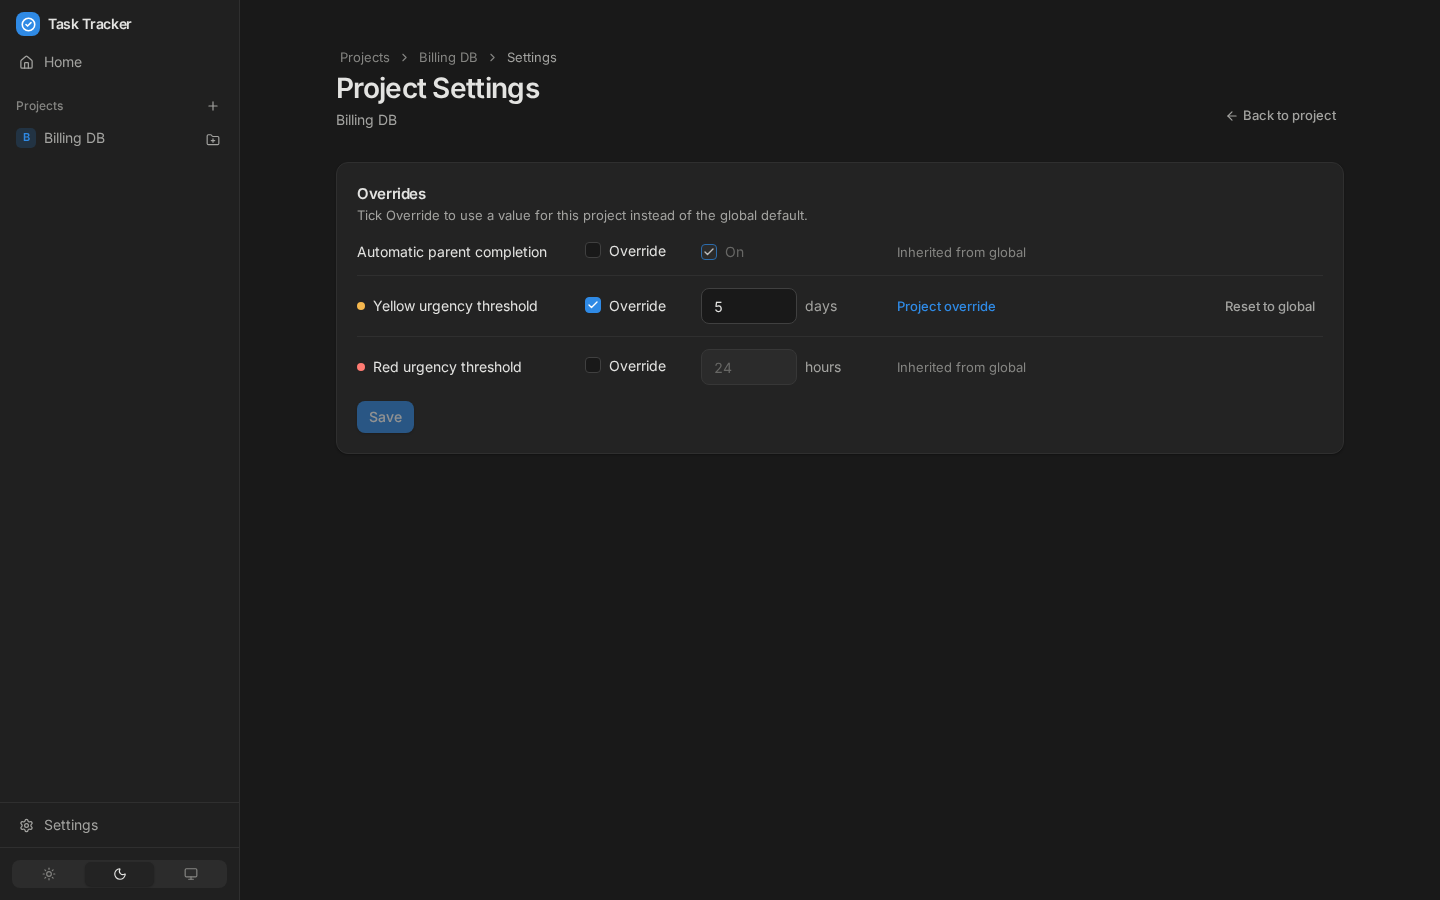 Task Tracker
Home
Projects
B Billing DB
Settings
Projects > Billing DB > Settings
Project Settings
Billing DB
Back to project
Overrides
Tick Override to use a value for this project instead of the global default.
Automatic parent completion Override On Inherited from global
Yellow urgency threshold Override 5 days Project override Reset to global
Red urgency threshold Override 24 hours Inherited from global
Save